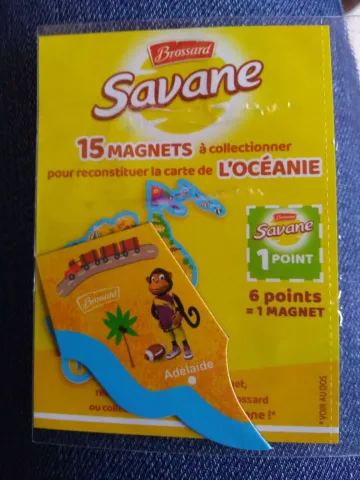 Brossard
Savane
15 MAGNETS à collectionner
pour reconstituer la carte de L'OCÉANIE
Brossard
Savane
1 POINT
6 points
= 1 MAGNET
Brossard
Adélaïde
* VOIR AU DOS